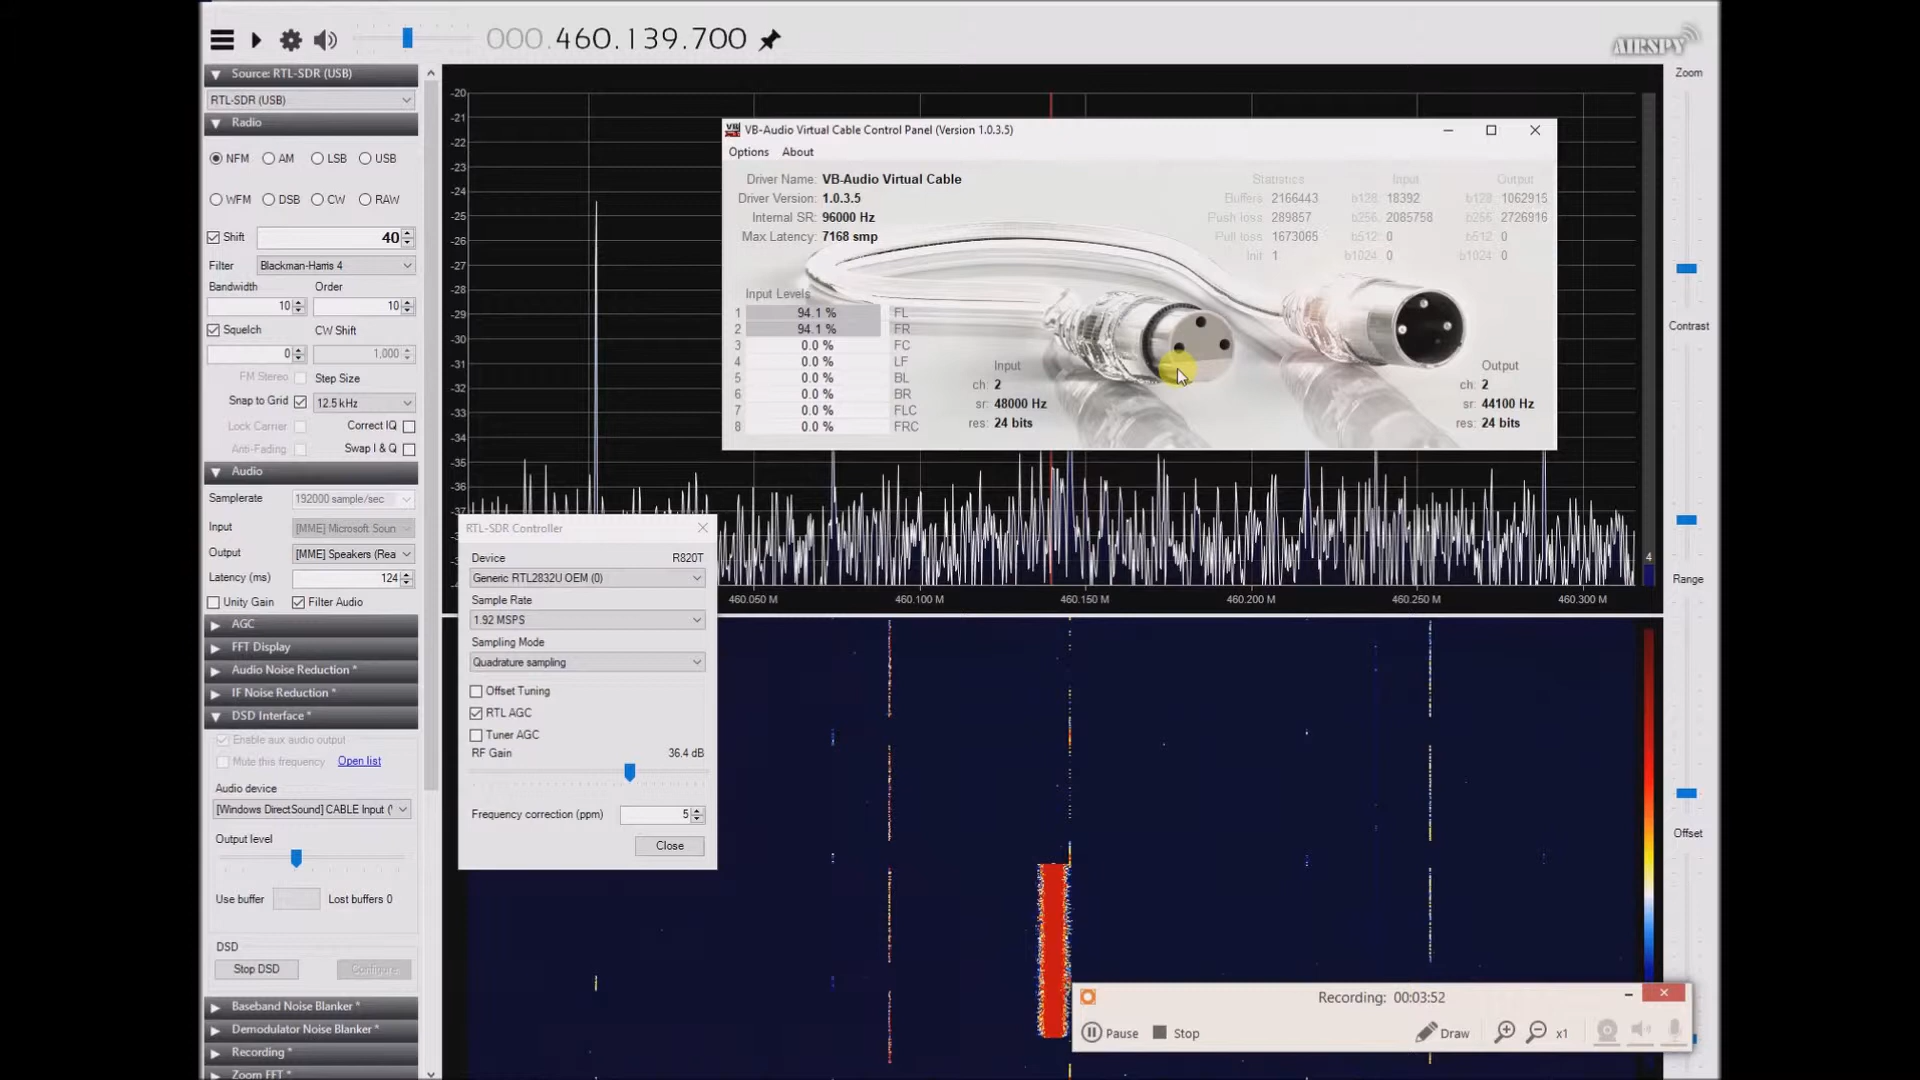 000.460.139.700
AIRSPY
Source: RTL-SDR (USB)
RTL-SDR (USB)
Radio
NFM AM LSB USB
WFM DSB CW RAW
Shift 40
Filter Blackman-Harris 4
Bandwidth Order
10 10
Squelch CW Shift
0 1,000
FM Stereo Step Size
Snap to Grid 12.5 kHz
Lock Carrier Correct IQ
Anti-Fading Swap I & Q
Audio
Samplerate 192000 sample/sec
Input [MME] Microsoft Soun
Output [MME] Speakers (Rea
Latency (ms) 124
Unity Gain Filter Audio
AGC
FFT Display
Audio Noise Reduction *
IF Noise Reduction *
DSD Interface *
Enable aux audio output
Mute this frequency Open list
Audio device
[Windows DirectSound] CABLE Input (
Output level
Use buffer Lost buffers 0
DSD
Stop DSD Configure
Baseband Noise Blanker *
Demodulator Noise Blanker *
Recording *
Zoom FFT *
-20
-21
-22
-23
-24
-25
-26
-27
-28
-29
-30
-31
-32
-33
-34
-35
-36
-37
460.050 M 460.100 M 460.150 M 460.200 M 460.250 M 460.300 M
4
VB-Audio Virtual Cable Control Panel (Version 1.0.3.5)
Options About
Driver Name: VB-Audio Virtual Cable
Driver Version: 1.0.3.5
Internal SR: 96000 Hz
Max Latency: 7168 smp
Statistics Input Output
Buffers 2166443 b128: 18392 b128: 1062915
Push loss 289857 b256: 2085758 b256: 2726916
Pull loss: 1673065 b512: 0 b512: 0
Init: 1 b1024: 0 b1024: 0
Input Levels
1 94.1 % FL
2 94.1 % FR
3 0.0 % FC
4 0.0 % LF
5 0.0 % BL
6 0.0 % BR
7 0.0 % FLC
8 0.0 % FRC
Input
ch: 2
sr: 48000 Hz
res: 24 bits
Output
ch: 2
sr: 44100 Hz
res: 24 bits
RTL-SDR Controller
Device R820T
Generic RTL2832U OEM (0)
Sample Rate
1.92 MSPS
Sampling Mode
Quadrature sampling
Offset Tuning
RTL AGC
Tuner AGC
RF Gain 36.4 dB
Frequency correction (ppm) 5
Close
Zoom
Contrast
Range
Offset
Recording: 00:03:52
Pause Stop Draw x1